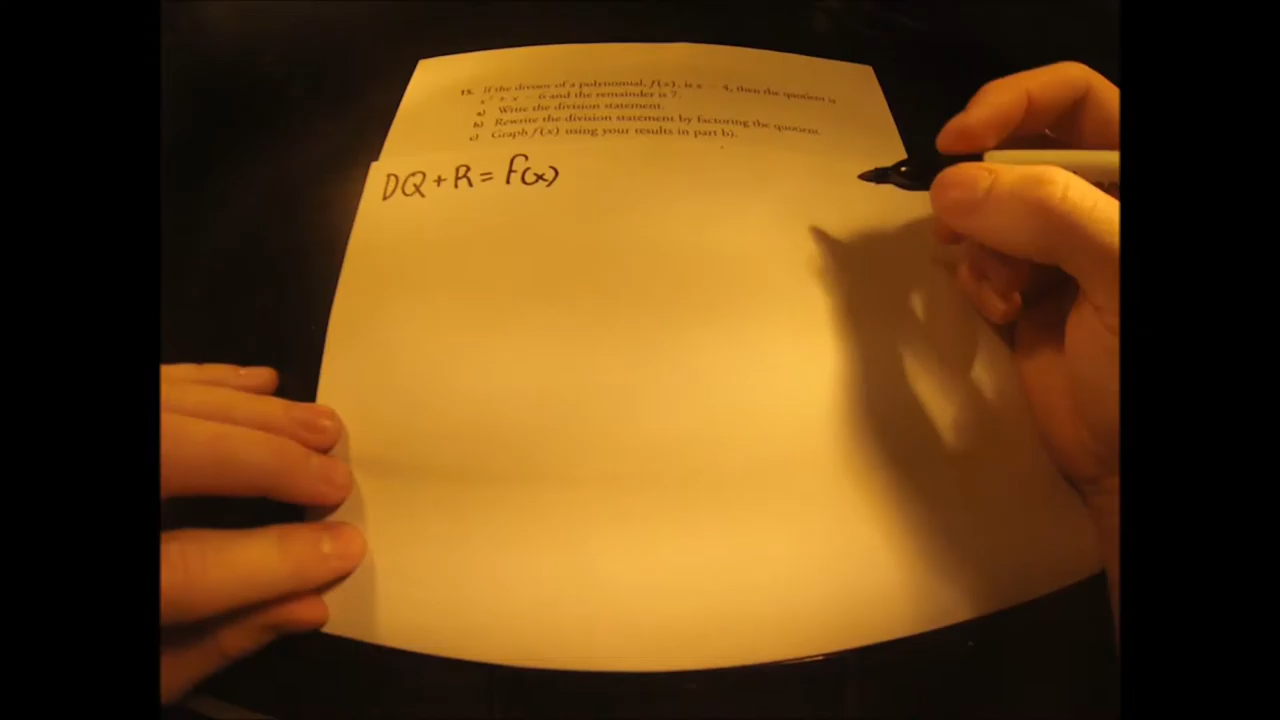 15. If the divisor of a polynomial, f(x), is x − 4, then the quotient is
x² + x − 6 and the remainder is 7.
a) Write the division statement.
b) Rewrite the division statement by factoring the quotient.
c) Graph f(x) using your results in part b).
DQ + R = f(x)